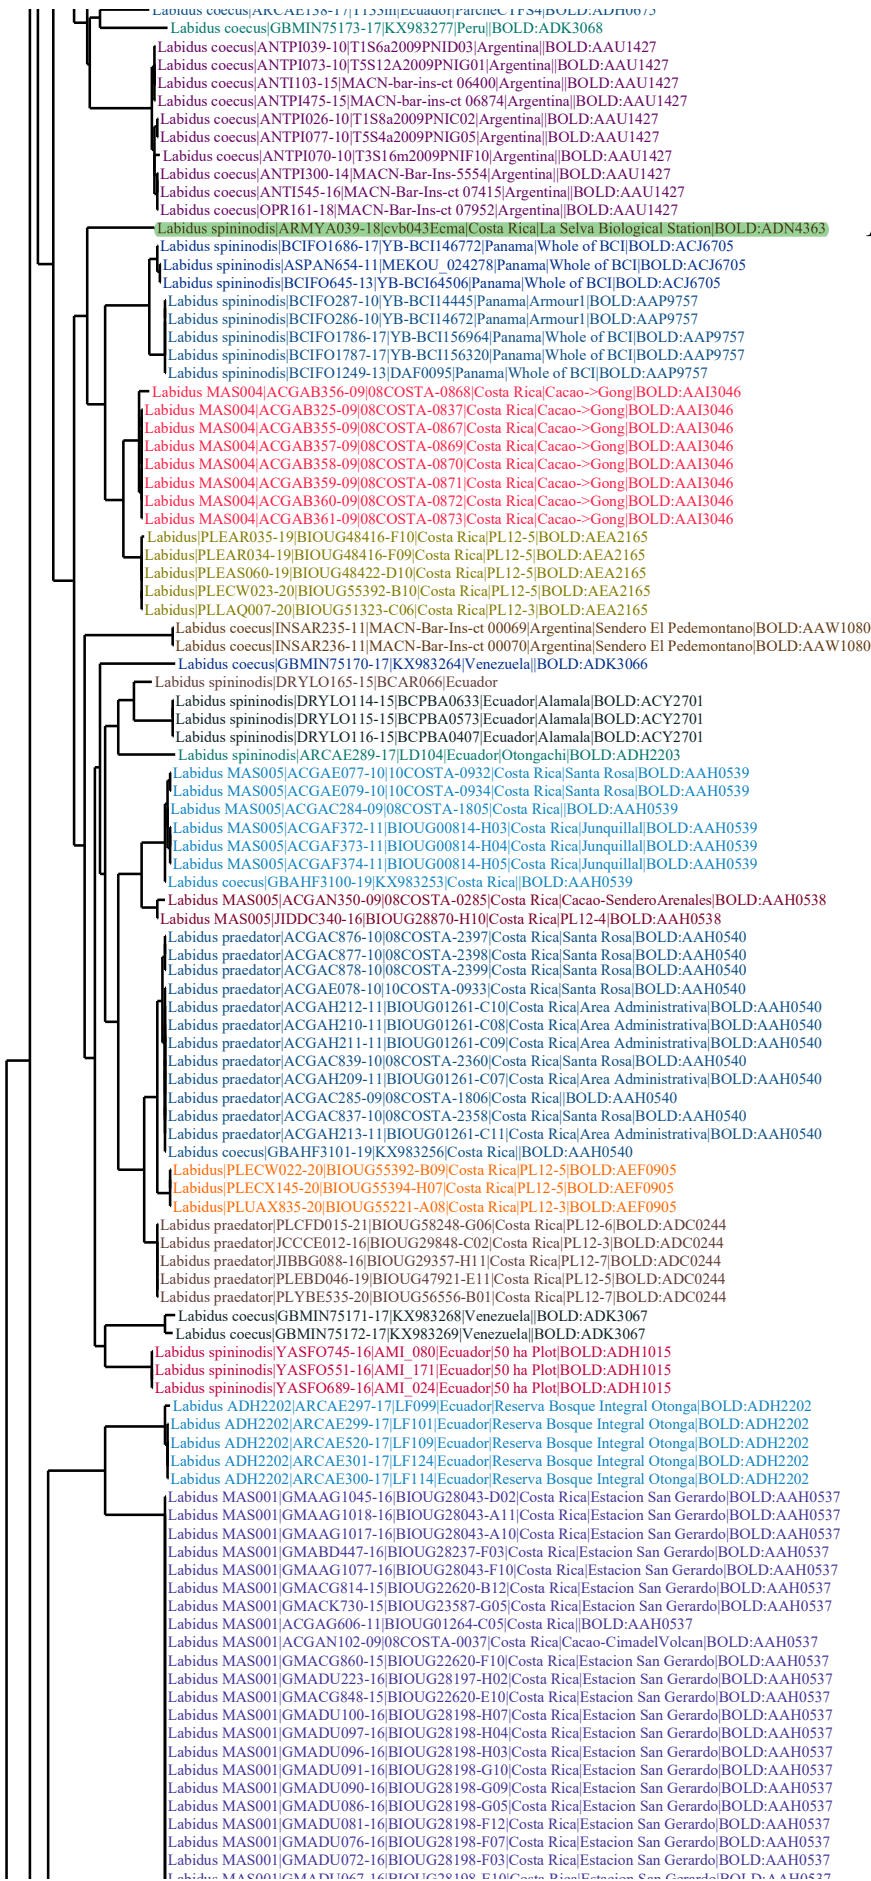 Labidus coecus|ARCAE138-17|T135m|Ecuador|ParcheCTFS4|BOLD:ADH0675
Labidus coecus|GBMIN75173-17|KX983277|Peru||BOLD:ADK3068
Labidus coecus|ANTPI039-10|T1S6a2009PNID03|Argentina||BOLD:AAU1427
Labidus coecus|ANTPI073-10|T5S12A2009PNIG01|Argentina||BOLD:AAU1427
Labidus coecus|ANTI103-15|MACN-bar-ins-ct 06400|Argentina||BOLD:AAU1427
Labidus coecus|ANTPI475-15|MACN-bar-ins-ct 06874|Argentina||BOLD:AAU1427
Labidus coecus|ANTPI026-10|T1S8a2009PNIC02|Argentina||BOLD:AAU1427
Labidus coecus|ANTPI077-10|T5S4a2009PNIG05|Argentina||BOLD:AAU1427
Labidus coecus|ANTPI070-10|T3S16m2009PNIF10|Argentina||BOLD:AAU1427
Labidus coecus|ANTPI300-14|MACN-Bar-Ins-5554|Argentina||BOLD:AAU1427
Labidus coecus|ANTI545-16|MACN-Bar-Ins-ct 07415|Argentina||BOLD:AAU1427
Labidus coecus|OPR161-18|MACN-Bar-Ins-ct 07952|Argentina||BOLD:AAU1427
Labidus spininodis|ARMYA039-18|cvb043Ecma|Costa Rica|La Selva Biological Station|BOLD:ADN4363
Labidus spininodis|BCIFO1686-17|YB-BCI146772|Panama|Whole of BCI|BOLD:ACJ6705
Labidus spininodis|ASPAN654-11|MEKOU_024278|Panama|Whole of BCI|BOLD:ACJ6705
Labidus spininodis|BCIFO645-13|YB-BCI64506|Panama|Whole of BCI|BOLD:ACJ6705
Labidus spininodis|BCIFO287-10|YB-BCI14445|Panama|Armour1|BOLD:AAP9757
Labidus spininodis|BCIFO286-10|YB-BCI14672|Panama|Armour1|BOLD:AAP9757
Labidus spininodis|BCIFO1786-17|YB-BCI156964|Panama|Whole of BCI|BOLD:AAP9757
Labidus spininodis|BCIFO1787-17|YB-BCI156320|Panama|Whole of BCI|BOLD:AAP9757
Labidus spininodis|BCIFO1249-13|DAF0095|Panama|Whole of BCI|BOLD:AAP9757
Labidus MAS004|ACGAB356-09|08COSTA-0868|Costa Rica|Cacao->Gong|BOLD:AAI3046
Labidus MAS004|ACGAB325-09|08COSTA-0837|Costa Rica|Cacao->Gong|BOLD:AAI3046
Labidus MAS004|ACGAB355-09|08COSTA-0867|Costa Rica|Cacao->Gong|BOLD:AAI3046
Labidus MAS004|ACGAB357-09|08COSTA-0869|Costa Rica|Cacao->Gong|BOLD:AAI3046
Labidus MAS004|ACGAB358-09|08COSTA-0870|Costa Rica|Cacao->Gong|BOLD:AAI3046
Labidus MAS004|ACGAB359-09|08COSTA-0871|Costa Rica|Cacao->Gong|BOLD:AAI3046
Labidus MAS004|ACGAB360-09|08COSTA-0872|Costa Rica|Cacao->Gong|BOLD:AAI3046
Labidus MAS004|ACGAB361-09|08COSTA-0873|Costa Rica|Cacao->Gong|BOLD:AAI3046
Labidus|PLEAR035-19|BIOUG48416-F10|Costa Rica|PL12-5|BOLD:AEA2165
Labidus|PLEAR034-19|BIOUG48416-F09|Costa Rica|PL12-5|BOLD:AEA2165
Labidus|PLEAS060-19|BIOUG48422-D10|Costa Rica|PL12-5|BOLD:AEA2165
Labidus|PLECW023-20|BIOUG55392-B10|Costa Rica|PL12-5|BOLD:AEA2165
Labidus|PLLAQ007-20|BIOUG51323-C06|Costa Rica|PL12-3|BOLD:AEA2165
Labidus coecus|INSAR235-11|MACN-Bar-Ins-ct 00069|Argentina|Sendero El Pedemontano|BOLD:AAW1080
Labidus coecus|INSAR236-11|MACN-Bar-Ins-ct 00070|Argentina|Sendero El Pedemontano|BOLD:AAW1080
Labidus coecus|GBMIN75170-17|KX983264|Venezuela||BOLD:ADK3066
Labidus spininodis|DRYLO165-15|BCAR066|Ecuador
Labidus spininodis|DRYLO114-15|BCPBA0633|Ecuador|Alamala|BOLD:ACY2701
Labidus spininodis|DRYLO115-15|BCPBA0573|Ecuador|Alamala|BOLD:ACY2701
Labidus spininodis|DRYLO116-15|BCPBA0407|Ecuador|Alamala|BOLD:ACY2701
Labidus spininodis|ARCAE289-17|LD104|Ecuador|Otongachi|BOLD:ADH2203
Labidus MAS005|ACGAE077-10|10COSTA-0932|Costa Rica|Santa Rosa|BOLD:AAH0539
Labidus MAS005|ACGAE079-10|10COSTA-0934|Costa Rica|Santa Rosa|BOLD:AAH0539
Labidus MAS005|ACGAC284-09|08COSTA-1805|Costa Rica||BOLD:AAH0539
Labidus MAS005|ACGAF372-11|BIOUG00814-H03|Costa Rica|Junquillal|BOLD:AAH0539
Labidus MAS005|ACGAF373-11|BIOUG00814-H04|Costa Rica|Junquillal|BOLD:AAH0539
Labidus MAS005|ACGAF374-11|BIOUG00814-H05|Costa Rica|Junquillal|BOLD:AAH0539
Labidus coecus|GBAHF3100-19|KX983253|Costa Rica||BOLD:AAH0539
Labidus MAS005|ACGAN350-09|08COSTA-0285|Costa Rica|Cacao-SenderoArenales|BOLD:AAH0538
Labidus MAS005|JIDDC340-16|BIOUG28870-H10|Costa Rica|PL12-4|BOLD:AAH0538
Labidus praedator|ACGAC876-10|08COSTA-2397|Costa Rica|Santa Rosa|BOLD:AAH0540
Labidus praedator|ACGAC877-10|08COSTA-2398|Costa Rica|Santa Rosa|BOLD:AAH0540
Labidus praedator|ACGAC878-10|08COSTA-2399|Costa Rica|Santa Rosa|BOLD:AAH0540
Labidus praedator|ACGAE078-10|10COSTA-0933|Costa Rica|Santa Rosa|BOLD:AAH0540
Labidus praedator|ACGAH212-11|BIOUG01261-C10|Costa Rica|Area Administrativa|BOLD:AAH0540
Labidus praedator|ACGAH210-11|BIOUG01261-C08|Costa Rica|Area Administrativa|BOLD:AAH0540
Labidus praedator|ACGAH211-11|BIOUG01261-C09|Costa Rica|Area Administrativa|BOLD:AAH0540
Labidus praedator|ACGAC839-10|08COSTA-2360|Costa Rica|Santa Rosa|BOLD:AAH0540
Labidus praedator|ACGAH209-11|BIOUG01261-C07|Costa Rica|Area Administrativa|BOLD:AAH0540
Labidus praedator|ACGAC285-09|08COSTA-1806|Costa Rica||BOLD:AAH0540
Labidus praedator|ACGAC837-10|08COSTA-2358|Costa Rica|Santa Rosa|BOLD:AAH0540
Labidus praedator|ACGAH213-11|BIOUG01261-C11|Costa Rica|Area Administrativa|BOLD:AAH0540
Labidus coecus|GBAHF3101-19|KX983256|Costa Rica||BOLD:AAH0540
Labidus|PLECW022-20|BIOUG55392-B09|Costa Rica|PL12-5|BOLD:AEF0905
Labidus|PLECX145-20|BIOUG55394-H07|Costa Rica|PL12-5|BOLD:AEF0905
Labidus|PLUAX835-20|BIOUG55221-A08|Costa Rica|PL12-3|BOLD:AEF0905
Labidus praedator|PLCFD015-21|BIOUG58248-G06|Costa Rica|PL12-6|BOLD:ADC0244
Labidus praedator|JCCCE012-16|BIOUG29848-C02|Costa Rica|PL12-3|BOLD:ADC0244
Labidus praedator|JIBBG088-16|BIOUG29357-H11|Costa Rica|PL12-7|BOLD:ADC0244
Labidus praedator|PLEBD046-19|BIOUG47921-E11|Costa Rica|PL12-5|BOLD:ADC0244
Labidus praedator|PLYBE535-20|BIOUG56556-B01|Costa Rica|PL12-7|BOLD:ADC0244
Labidus coecus|GBMIN75171-17|KX983268|Venezuela||BOLD:ADK3067
Labidus coecus|GBMIN75172-17|KX983269|Venezuela||BOLD:ADK3067
Labidus spininodis|YASFO745-16|AMI_080|Ecuador|50 ha Plot|BOLD:ADH1015
Labidus spininodis|YASFO551-16|AMI_171|Ecuador|50 ha Plot|BOLD:ADH1015
Labidus spininodis|YASFO689-16|AMI_024|Ecuador|50 ha Plot|BOLD:ADH1015
Labidus ADH2202|ARCAE297-17|LF099|Ecuador|Reserva Bosque Integral Otonga|BOLD:ADH2202
Labidus ADH2202|ARCAE299-17|LF101|Ecuador|Reserva Bosque Integral Otonga|BOLD:ADH2202
Labidus ADH2202|ARCAE520-17|LF109|Ecuador|Reserva Bosque Integral Otonga|BOLD:ADH2202
Labidus ADH2202|ARCAE301-17|LF124|Ecuador|Reserva Bosque Integral Otonga|BOLD:ADH2202
Labidus ADH2202|ARCAE300-17|LF114|Ecuador|Reserva Bosque Integral Otonga|BOLD:ADH2202
Labidus MAS001|GMAAG1045-16|BIOUG28043-D02|Costa Rica|Estacion San Gerardo|BOLD:AAH0537
Labidus MAS001|GMAAG1018-16|BIOUG28043-A11|Costa Rica|Estacion San Gerardo|BOLD:AAH0537
Labidus MAS001|GMAAG1017-16|BIOUG28043-A10|Costa Rica|Estacion San Gerardo|BOLD:AAH0537
Labidus MAS001|GMABD447-16|BIOUG28237-F03|Costa Rica|Estacion San Gerardo|BOLD:AAH0537
Labidus MAS001|GMAAG1077-16|BIOUG28043-F10|Costa Rica|Estacion San Gerardo|BOLD:AAH0537
Labidus MAS001|GMACG814-15|BIOUG22620-B12|Costa Rica|Estacion San Gerardo|BOLD:AAH0537
Labidus MAS001|GMACK730-15|BIOUG23587-G05|Costa Rica|Estacion San Gerardo|BOLD:AAH0537
Labidus MAS001|ACGAG606-11|BIOUG01264-C05|Costa Rica||BOLD:AAH0537
Labidus MAS001|ACGAN102-09|08COSTA-0037|Costa Rica|Cacao-CimadelVolcan|BOLD:AAH0537
Labidus MAS001|GMACG860-15|BIOUG22620-F10|Costa Rica|Estacion San Gerardo|BOLD:AAH0537
Labidus MAS001|GMADU223-16|BIOUG28197-H02|Costa Rica|Estacion San Gerardo|BOLD:AAH0537
Labidus MAS001|GMACG848-15|BIOUG22620-E10|Costa Rica|Estacion San Gerardo|BOLD:AAH0537
Labidus MAS001|GMADU100-16|BIOUG28198-H07|Costa Rica|Estacion San Gerardo|BOLD:AAH0537
Labidus MAS001|GMADU097-16|BIOUG28198-H04|Costa Rica|Estacion San Gerardo|BOLD:AAH0537
Labidus MAS001|GMADU096-16|BIOUG28198-H03|Costa Rica|Estacion San Gerardo|BOLD:AAH0537
Labidus MAS001|GMADU091-16|BIOUG28198-G10|Costa Rica|Estacion San Gerardo|BOLD:AAH0537
Labidus MAS001|GMADU090-16|BIOUG28198-G09|Costa Rica|Estacion San Gerardo|BOLD:AAH0537
Labidus MAS001|GMADU086-16|BIOUG28198-G05|Costa Rica|Estacion San Gerardo|BOLD:AAH0537
Labidus MAS001|GMADU081-16|BIOUG28198-F12|Costa Rica|Estacion San Gerardo|BOLD:AAH0537
Labidus MAS001|GMADU076-16|BIOUG28198-F07|Costa Rica|Estacion San Gerardo|BOLD:AAH0537
Labidus MAS001|GMADU072-16|BIOUG28198-F03|Costa Rica|Estacion San Gerardo|BOLD:AAH0537
Labidus MAS001|GMADU067-16|BIOUG28198-E10|Costa Rica|Estacion San Gerardo|BOLD:AAH0537